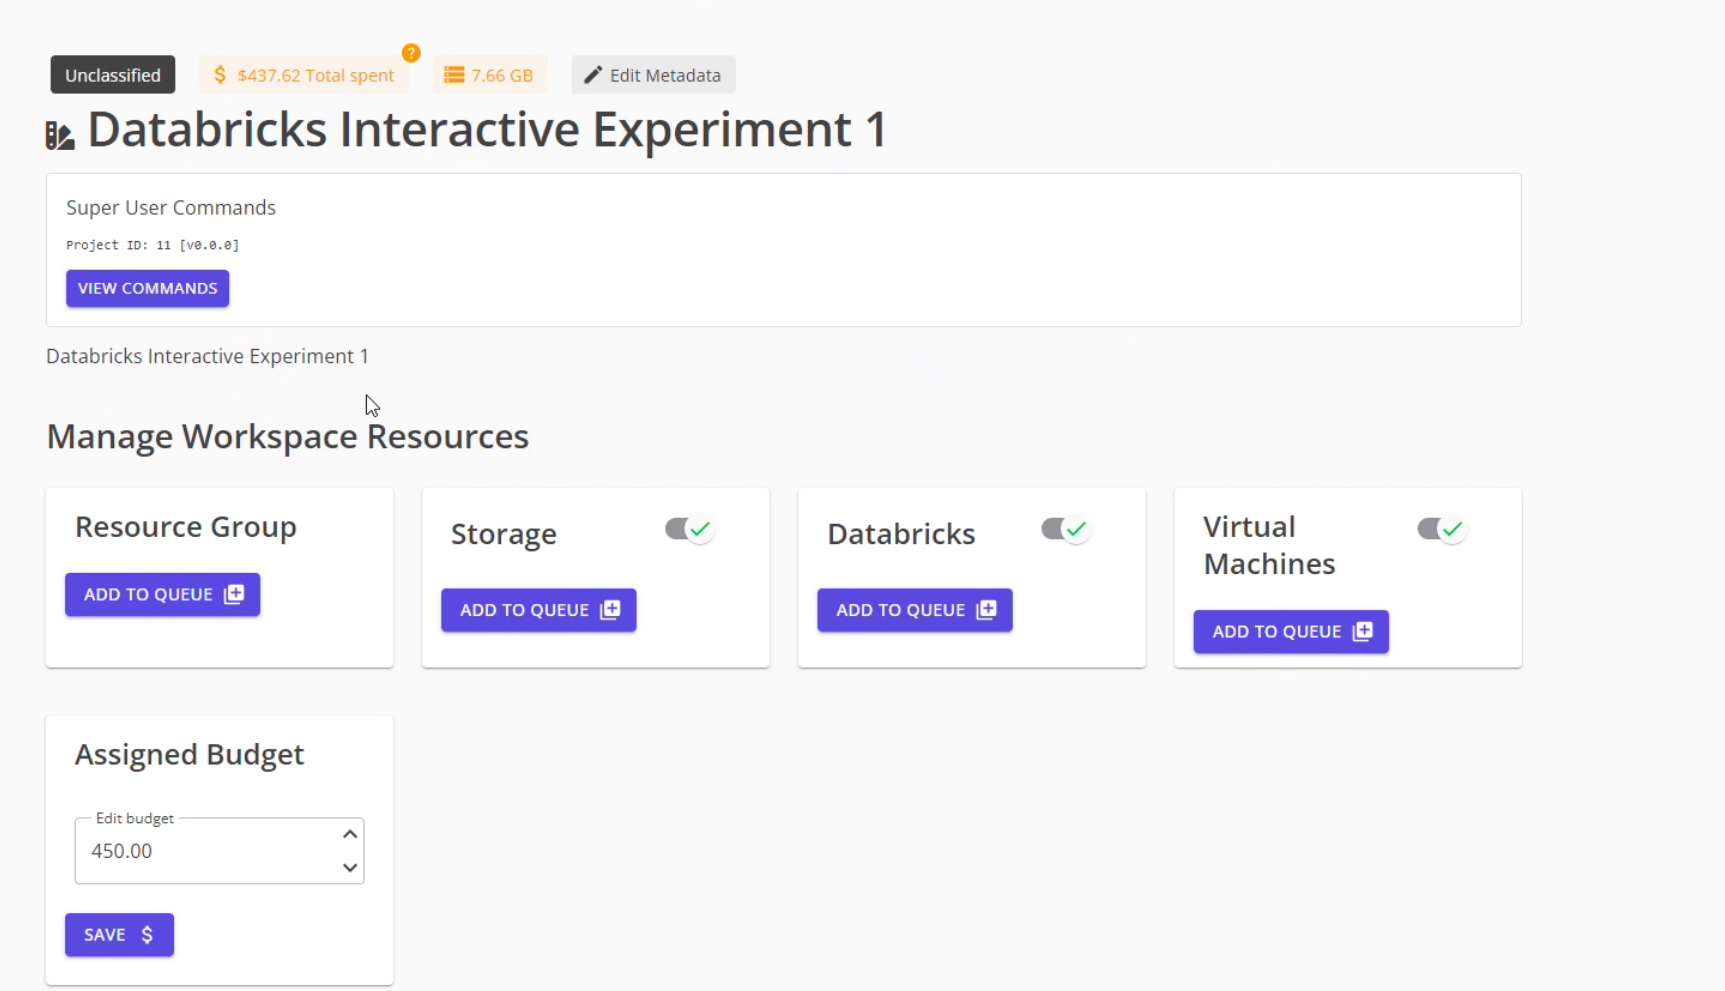 Unclassified
$ $437.62 Total spent
?
7.66 GB
Edit Metadata
Databricks Interactive Experiment 1
Super User Commands
Project ID: 11 [v0.0.0]
VIEW COMMANDS
Databricks Interactive Experiment 1
Manage Workspace Resources
Resource Group
ADD TO QUEUE
Storage
ADD TO QUEUE
Databricks
ADD TO QUEUE
Virtual
Machines
ADD TO QUEUE
Assigned Budget
Edit budget
450.00
SAVE $